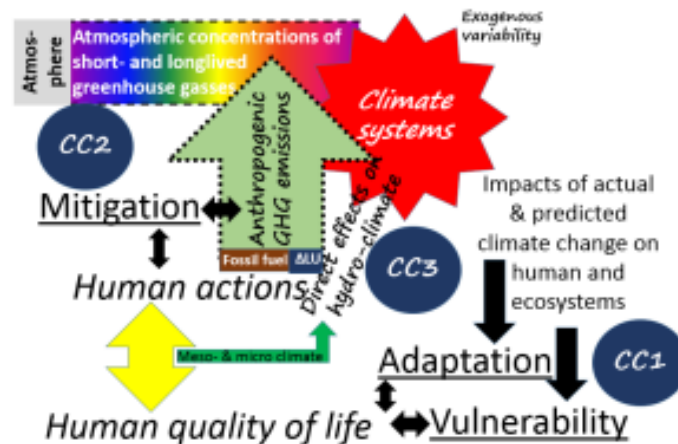 Exogenous
variability
Atmos-
phere
Atmospheric concentrations of
short- and longlived
greenhouse gasses
Climate
systems
CC2
Anthropogenic
GHG emissions
Mitigation
Direct effects on
hydro-climate
Impacts of actual
& predicted
climate change on
human and
ecosystems
Fossil fuel
ΔLU
CC3
Human actions
Meso- & micro climate
Adaptation
CC1
Human quality of life
Vulnerability